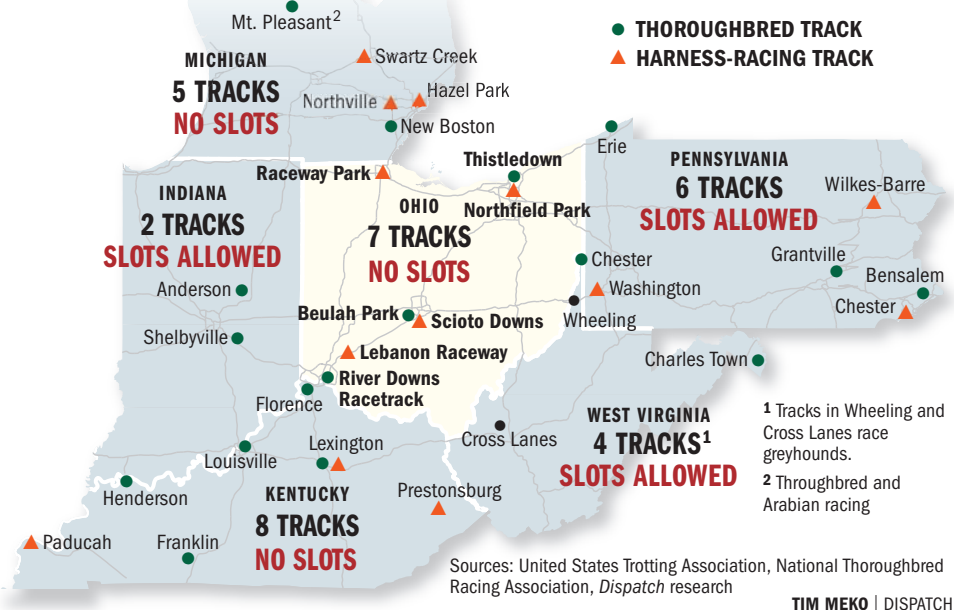 Mt. Pleasant²
THOROUGHBRED TRACK
HARNESS-RACING TRACK
MICHIGAN
5 TRACKS
NO SLOTS
Swartz Creek
Northville
Hazel Park
New Boston
Raceway Park
Thistledown
Northfield Park
OHIO
7 TRACKS
NO SLOTS
Beulah Park
Scioto Downs
Lebanon Raceway
River Downs
Racetrack
INDIANA
2 TRACKS
SLOTS ALLOWED
Anderson
Shelbyville
Erie
PENNSYLVANIA
6 TRACKS
SLOTS ALLOWED
Wilkes-Barre
Grantville
Bensalem
Chester
Chester
Washington
Wheeling
Charles Town
WEST VIRGINIA
4 TRACKS¹
SLOTS ALLOWED
Cross Lanes
Florence
Louisville
Lexington
Henderson
KENTUCKY
8 TRACKS
NO SLOTS
Prestonsburg
Paducah
Franklin
¹ Tracks in Wheeling and
Cross Lanes race
greyhounds.
² Throughbred and
Arabian racing
Sources: United States Trotting Association, National Thoroughbred
Racing Association, Dispatch research
TIM MEKO | DISPATCH